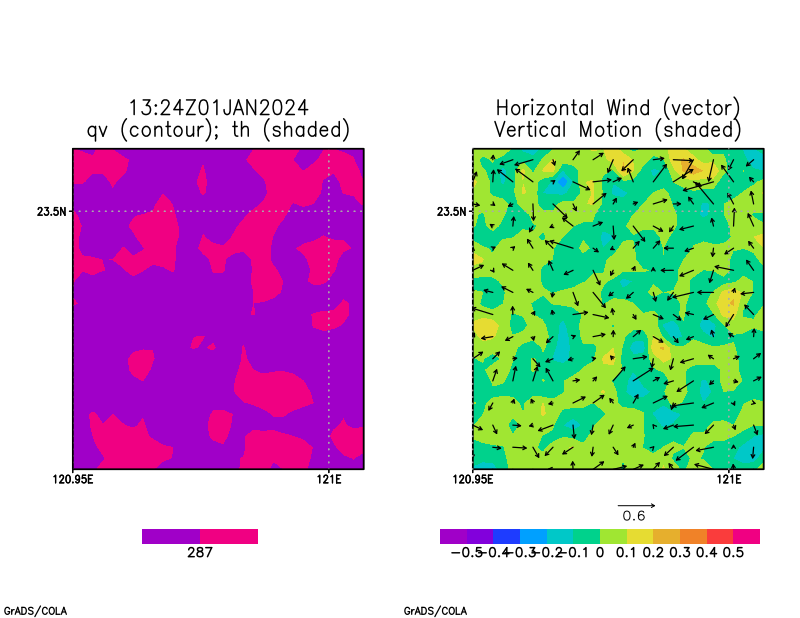 13:24Z01JAN2024
qv (contour); th (shaded)
23.5N
120.95E
121E
287
Horizontal Wind (vector)
Vertical Motion (shaded)
23.5N
120.95E
121E
0.6
-0.5 -0.4 -0.3 -0.2 -0.1 0 0.1 0.2 0.3 0.4 0.5
GrADS/COLA
GrADS/COLA